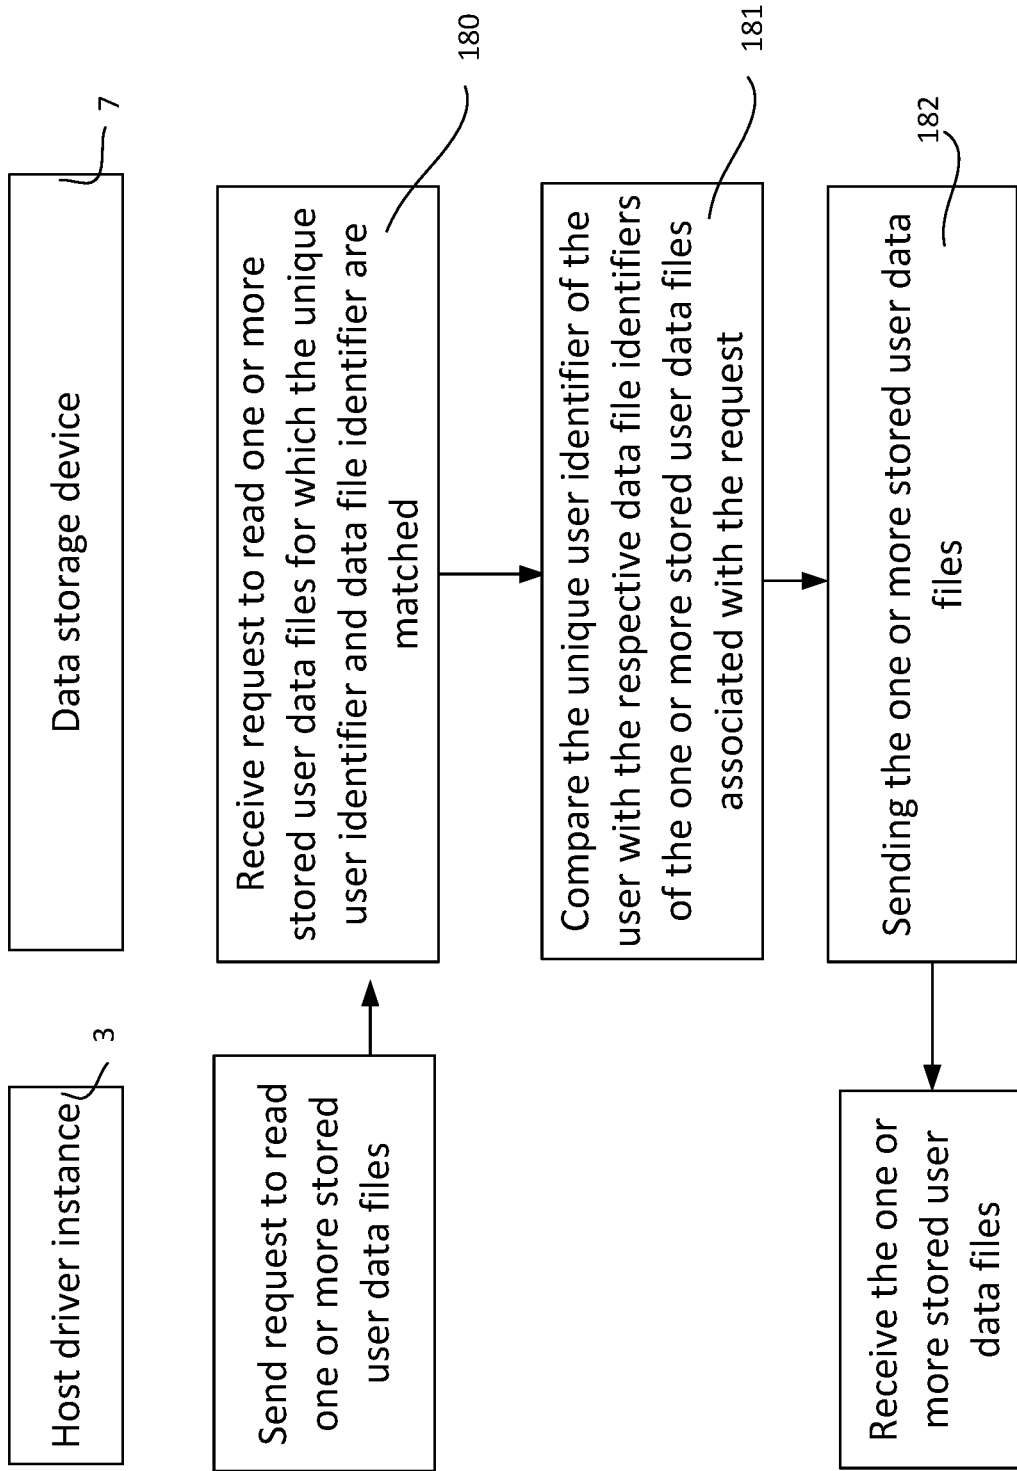 Host driver instance
3
Data storage device
7
Send request to read
one or more stored
user data files
Receive request to read one or more
stored user data files for which the unique
user identifier and data file identifier are
matched
180
Compare the unique user identifier of the
user with the respective data file identifiers
of the one or more stored user data files
associated with the request
181
Sending the one or more stored user data
files
182
Receive the one or
more stored user
data files